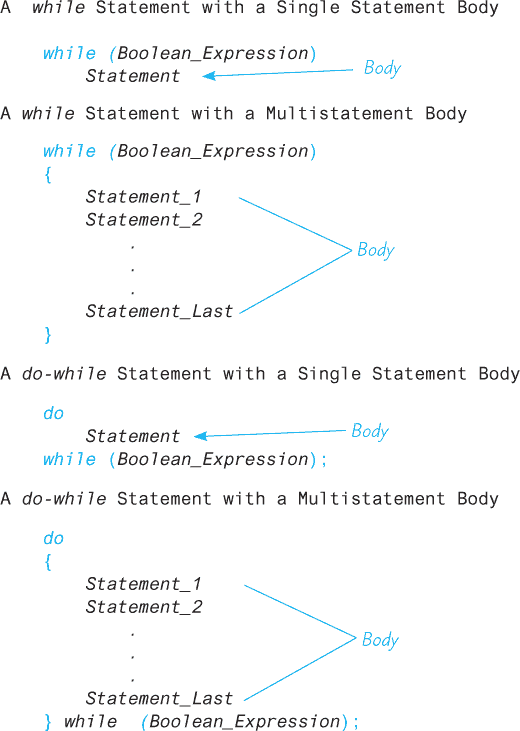 A while Statement with a Single Statement Body
while (Boolean_Expression)
Statement Body
A while Statement with a Multistatement Body
while (Boolean_Expression)
{
Statement_1
Statement_2
.
. Body
.
Statement_Last
}
A do-while Statement with a Single Statement Body
do
Statement Body
while (Boolean_Expression);
A do-while Statement with a Multistatement Body
do
{
Statement_1
Statement_2
.
. Body
.
Statement_Last
} while (Boolean_Expression);